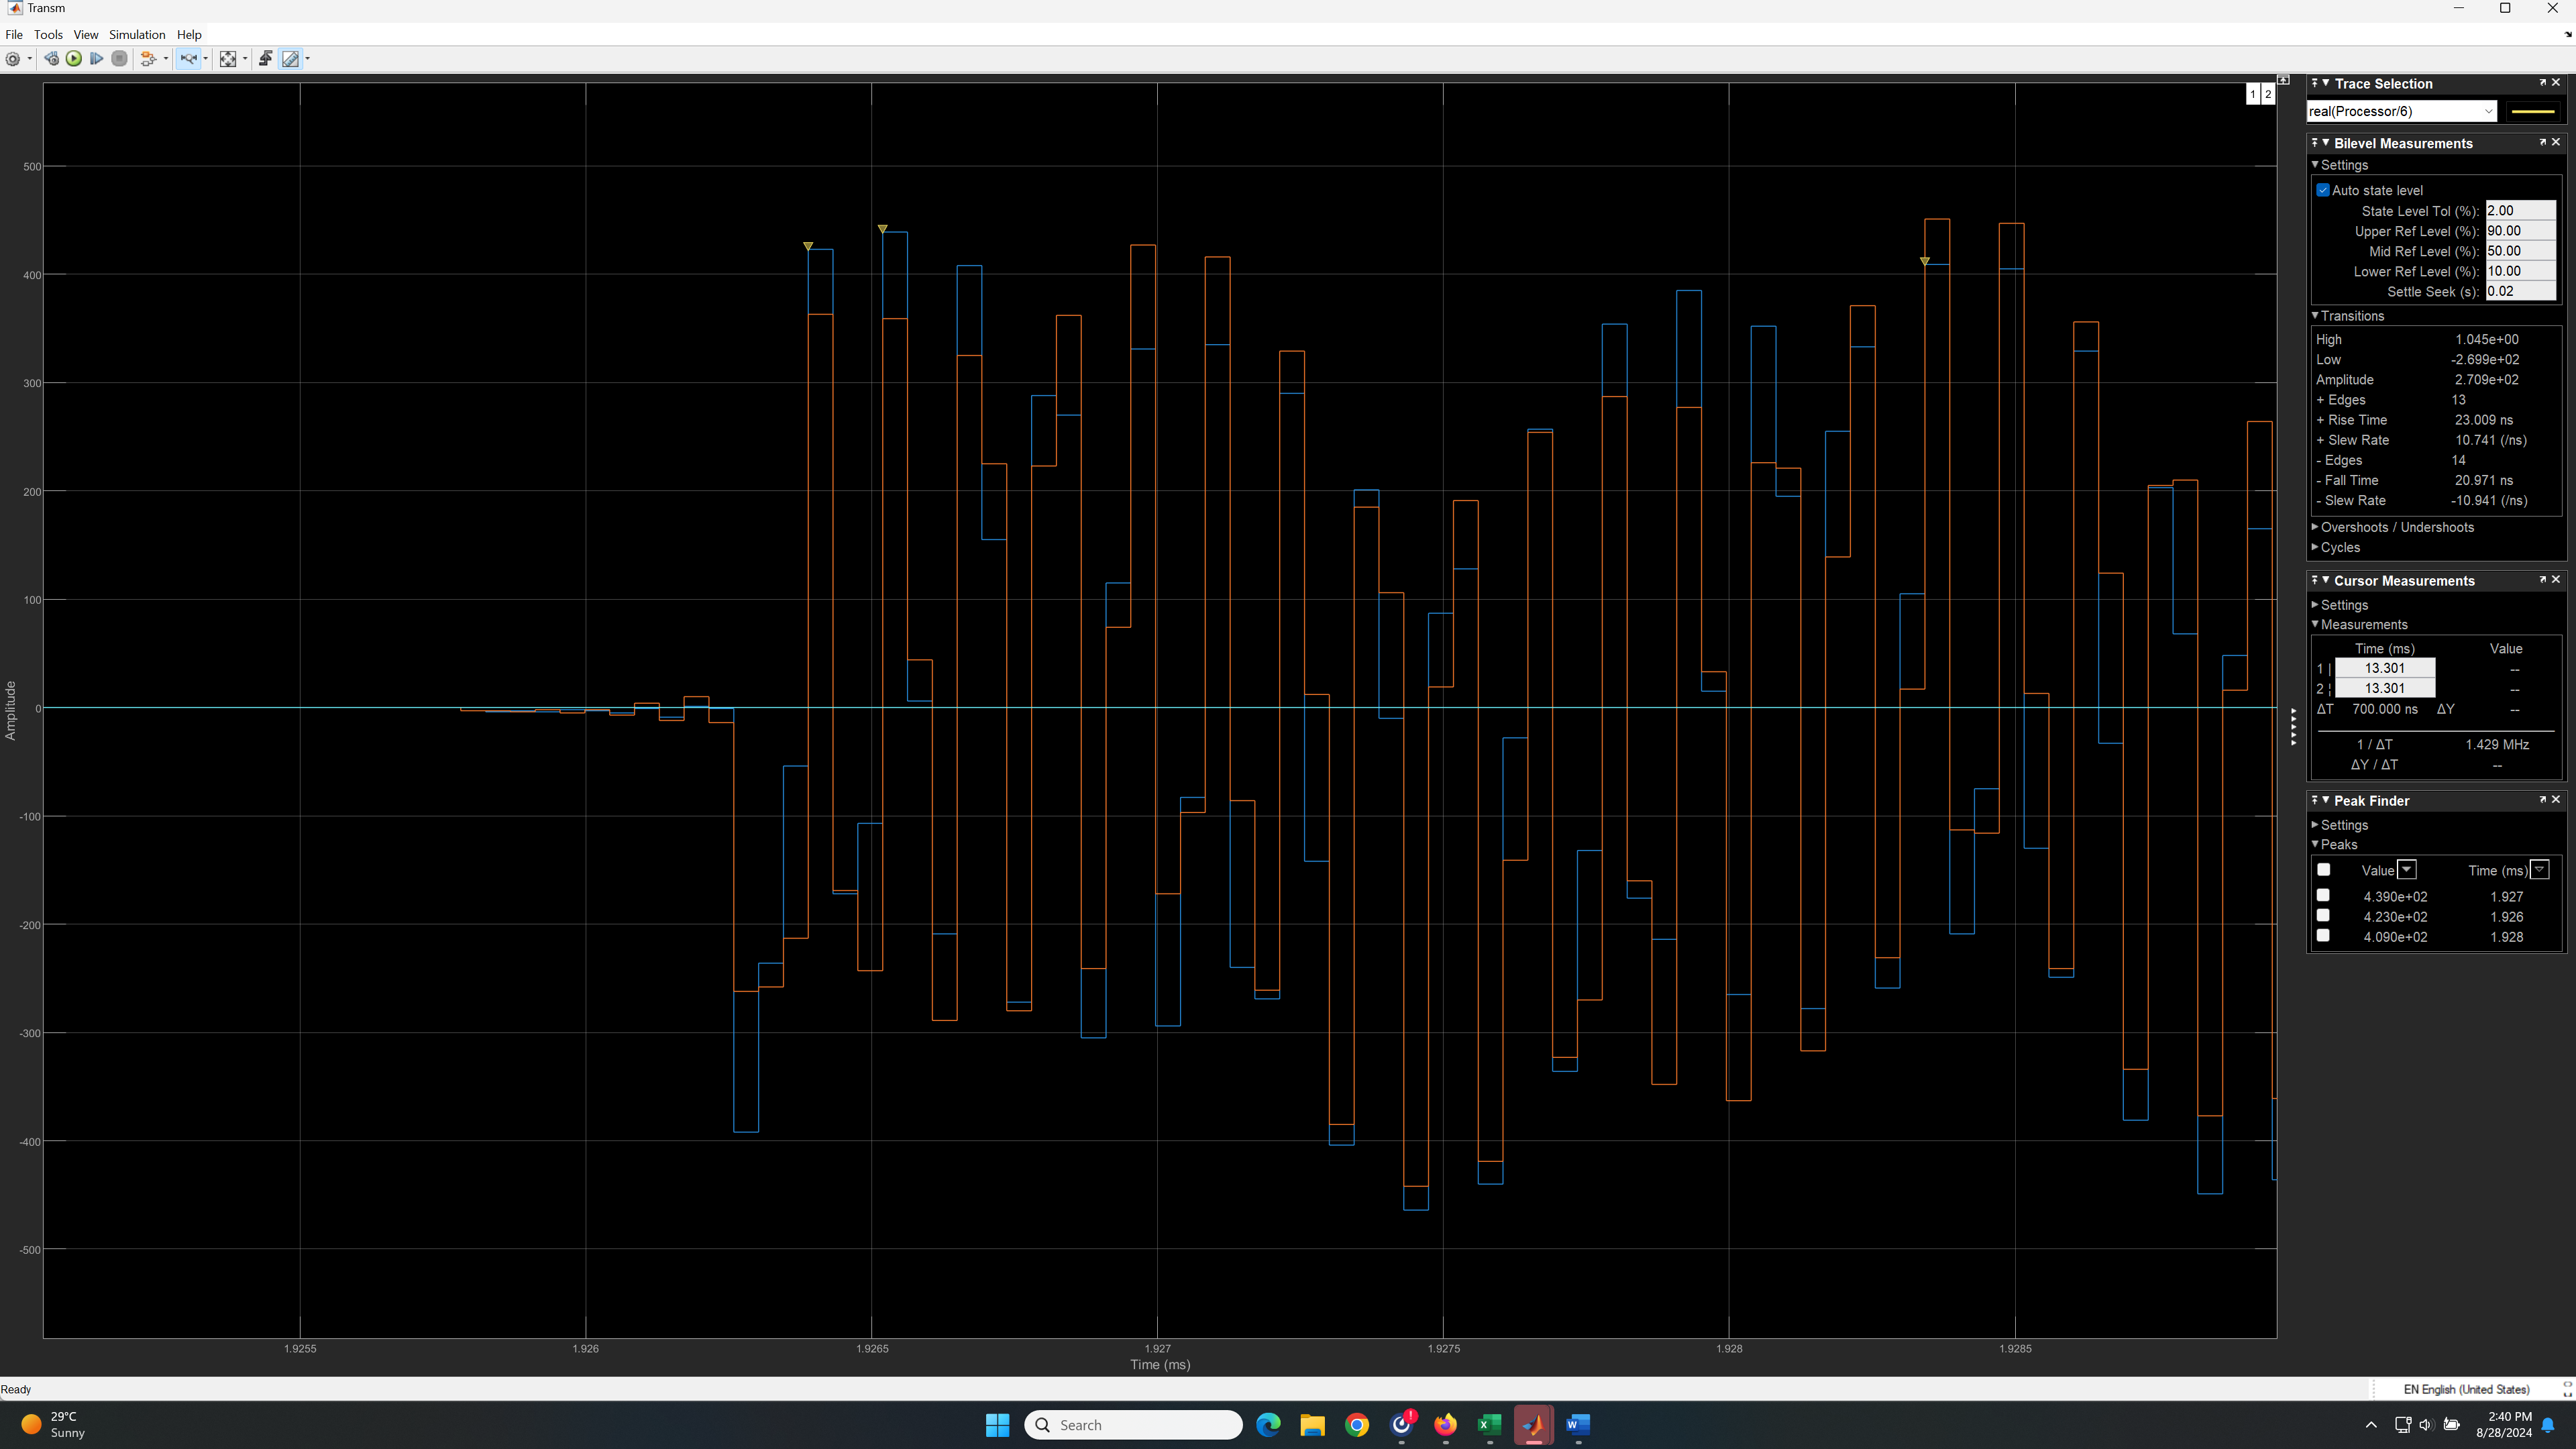 Transm
File Tools View Simulation Help
1 2
500
400
300
200
100
0
-100
-200
-300
-400
-500
Amplitude
1.9255 1.926 1.9265 1.927 1.9275 1.928 1.9285
Time (ms)
Trace Selection
real(Processor/6)
Bilevel Measurements
Settings
Auto state level
State Level Tol (%): 2.00
Upper Ref Level (%): 90.00
Mid Ref Level (%): 50.00
Lower Ref Level (%): 10.00
Settle Seek (s): 0.02
Transitions
High 1.045e+00
Low -2.699e+02
Amplitude 2.709e+02
+ Edges 13
+ Rise Time 23.009 ns
+ Slew Rate 10.741 (/ns)
- Edges 14
- Fall Time 20.971 ns
- Slew Rate -10.941 (/ns)
Overshoots / Undershoots
Cycles
Cursor Measurements
Settings
Measurements
Time (ms) Value
1 | 13.301 --
2 ¦ 13.301 --
ΔT 700.000 ns ΔY --
1 / ΔT 1.429 MHz
ΔY / ΔT --
Peak Finder
Settings
Peaks
Value Time (ms)
4.390e+02 1.927
4.230e+02 1.926
4.090e+02 1.928
Ready
EN English (United States)
29°C
Sunny
Search
2:40 PM
8/28/2024